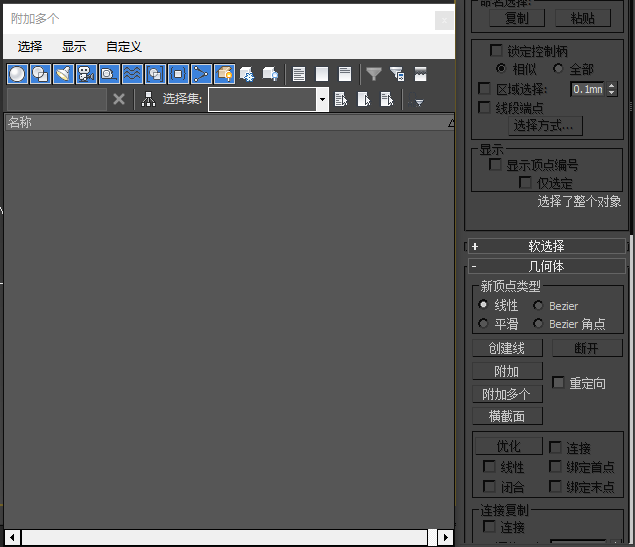 附加多个
选择 显示 自定义
选择集:
名称
命名选择:
复制 粘贴
锁定控制柄
相似 全部
区域选择: 0.1mm
线段端点
选择方式...
显示
显示顶点编号
仅选定
选择了整个对象
+ 软选择
- 几何体
新顶点类型
线性 Bezier
平滑 Bezier 角点
创建线 断开
附加
重定向
附加多个
横截面
优化 连接
线性 绑定首点
闭合 绑定末点
连接复制
连接